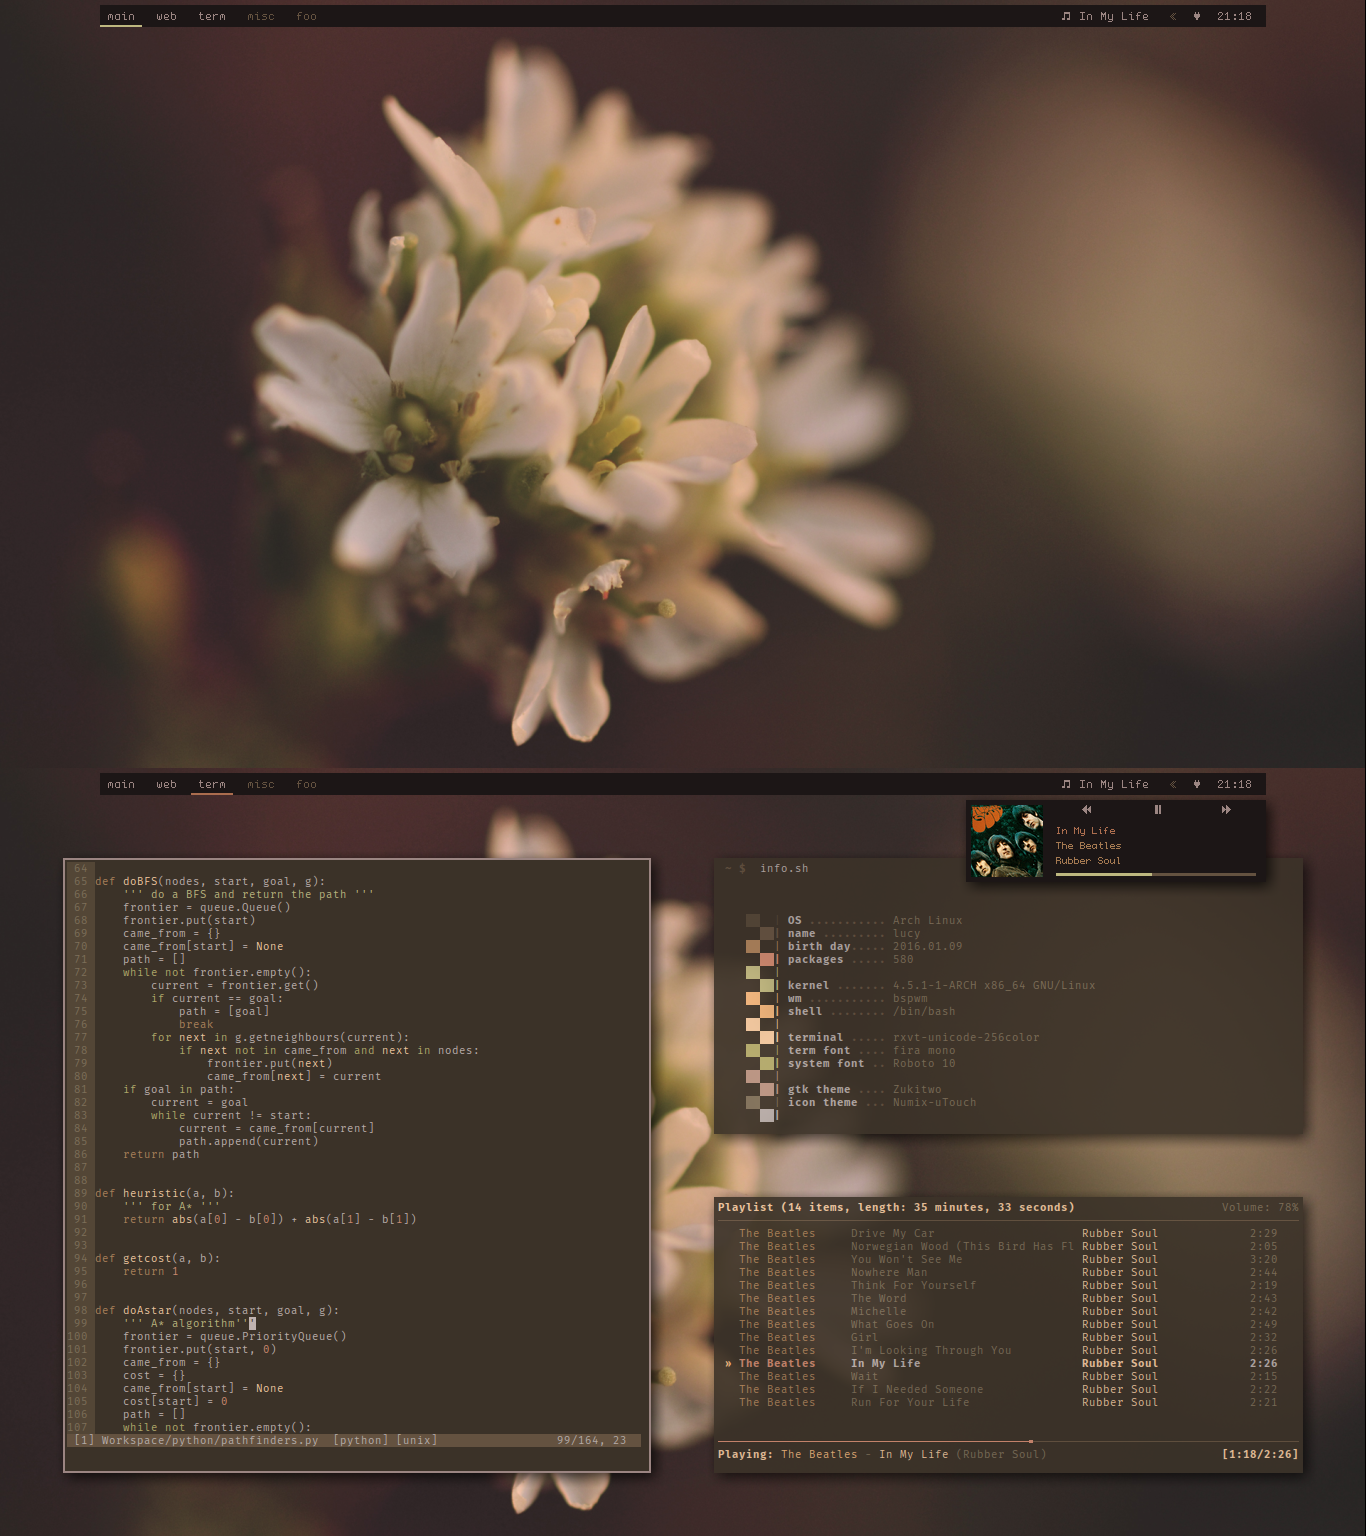 main web term misc foo
♫ In My Life « 21:18
main web term misc foo
♫ In My Life « 21:18
In My Life
The Beatles
Rubber Soul
64
65 def doBFS(nodes, start, goal, g):
66     ''' do a BFS and return the path '''
67     frontier = queue.Queue()
68     frontier.put(start)
69     came_from = {}
70     came_from[start] = None
71     path = []
72     while not frontier.empty():
73         current = frontier.get()
74         if current == goal:
75             path = [goal]
76             break
77         for next in g.getneighbours(current):
78             if next not in came_from and next in nodes:
79                 frontier.put(next)
80                 came_from[next] = current
81     if goal in path:
82         current = goal
83         while current != start:
84             current = came_from[current]
85             path.append(current)
86     return path
87
88
89 def heuristic(a, b):
90     ''' for A* '''
91     return abs(a[0] - b[0]) + abs(a[1] - b[1])
92
93
94 def getcost(a, b):
95     return 1
96
97
98 def doAstar(nodes, start, goal, g):
99     ''' A* algorithm'''
100     frontier = queue.PriorityQueue()
101     frontier.put(start, 0)
102     came_from = {}
103     cost = {}
104     came_from[start] = None
105     cost[start] = 0
106     path = []
107     while not frontier.empty():
[1] Workspace/python/pathfinders.py [python] [unix] 99/164, 23
~ $ info.sh
OS ........... Arch Linux
name ......... lucy
birth day..... 2016.01.09
packages ..... 580
kernel ....... 4.5.1-1-ARCH x86_64 GNU/Linux
wm ........... bspwm
shell ........ /bin/bash
terminal ..... rxvt-unicode-256color
term font .... fira mono
system font .. Roboto 10
gtk theme .... Zukitwo
icon theme ... Numix-uTouch
Playlist (14 items, length: 35 minutes, 33 seconds) Volume: 78%
The Beatles Drive My Car Rubber Soul 2:29
The Beatles Norwegian Wood (This Bird Has Fl Rubber Soul 2:05
The Beatles You Won't See Me Rubber Soul 3:20
The Beatles Nowhere Man Rubber Soul 2:44
The Beatles Think For Yourself Rubber Soul 2:19
The Beatles The Word Rubber Soul 2:43
The Beatles Michelle Rubber Soul 2:42
The Beatles What Goes On Rubber Soul 2:49
The Beatles Girl Rubber Soul 2:32
The Beatles I'm Looking Through You Rubber Soul 2:26
» The Beatles In My Life Rubber Soul 2:26
The Beatles Wait Rubber Soul 2:15
The Beatles If I Needed Someone Rubber Soul 2:22
The Beatles Run For Your Life Rubber Soul 2:21
Playing: The Beatles - In My Life (Rubber Soul) [1:18/2:26]